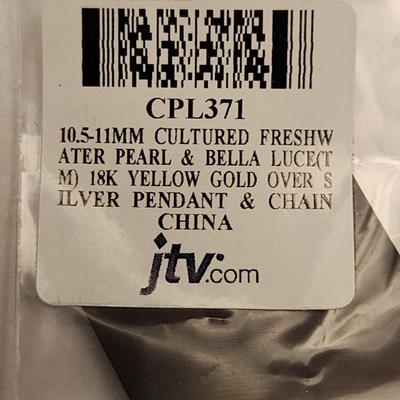 CPL371
10.5-11MM CULTURED FRESHW
ATER PEARL & BELLA LUCE(T
M) 18K YELLOW GOLD OVER S
ILVER PENDANT & CHAIN
CHINA
jtv.com